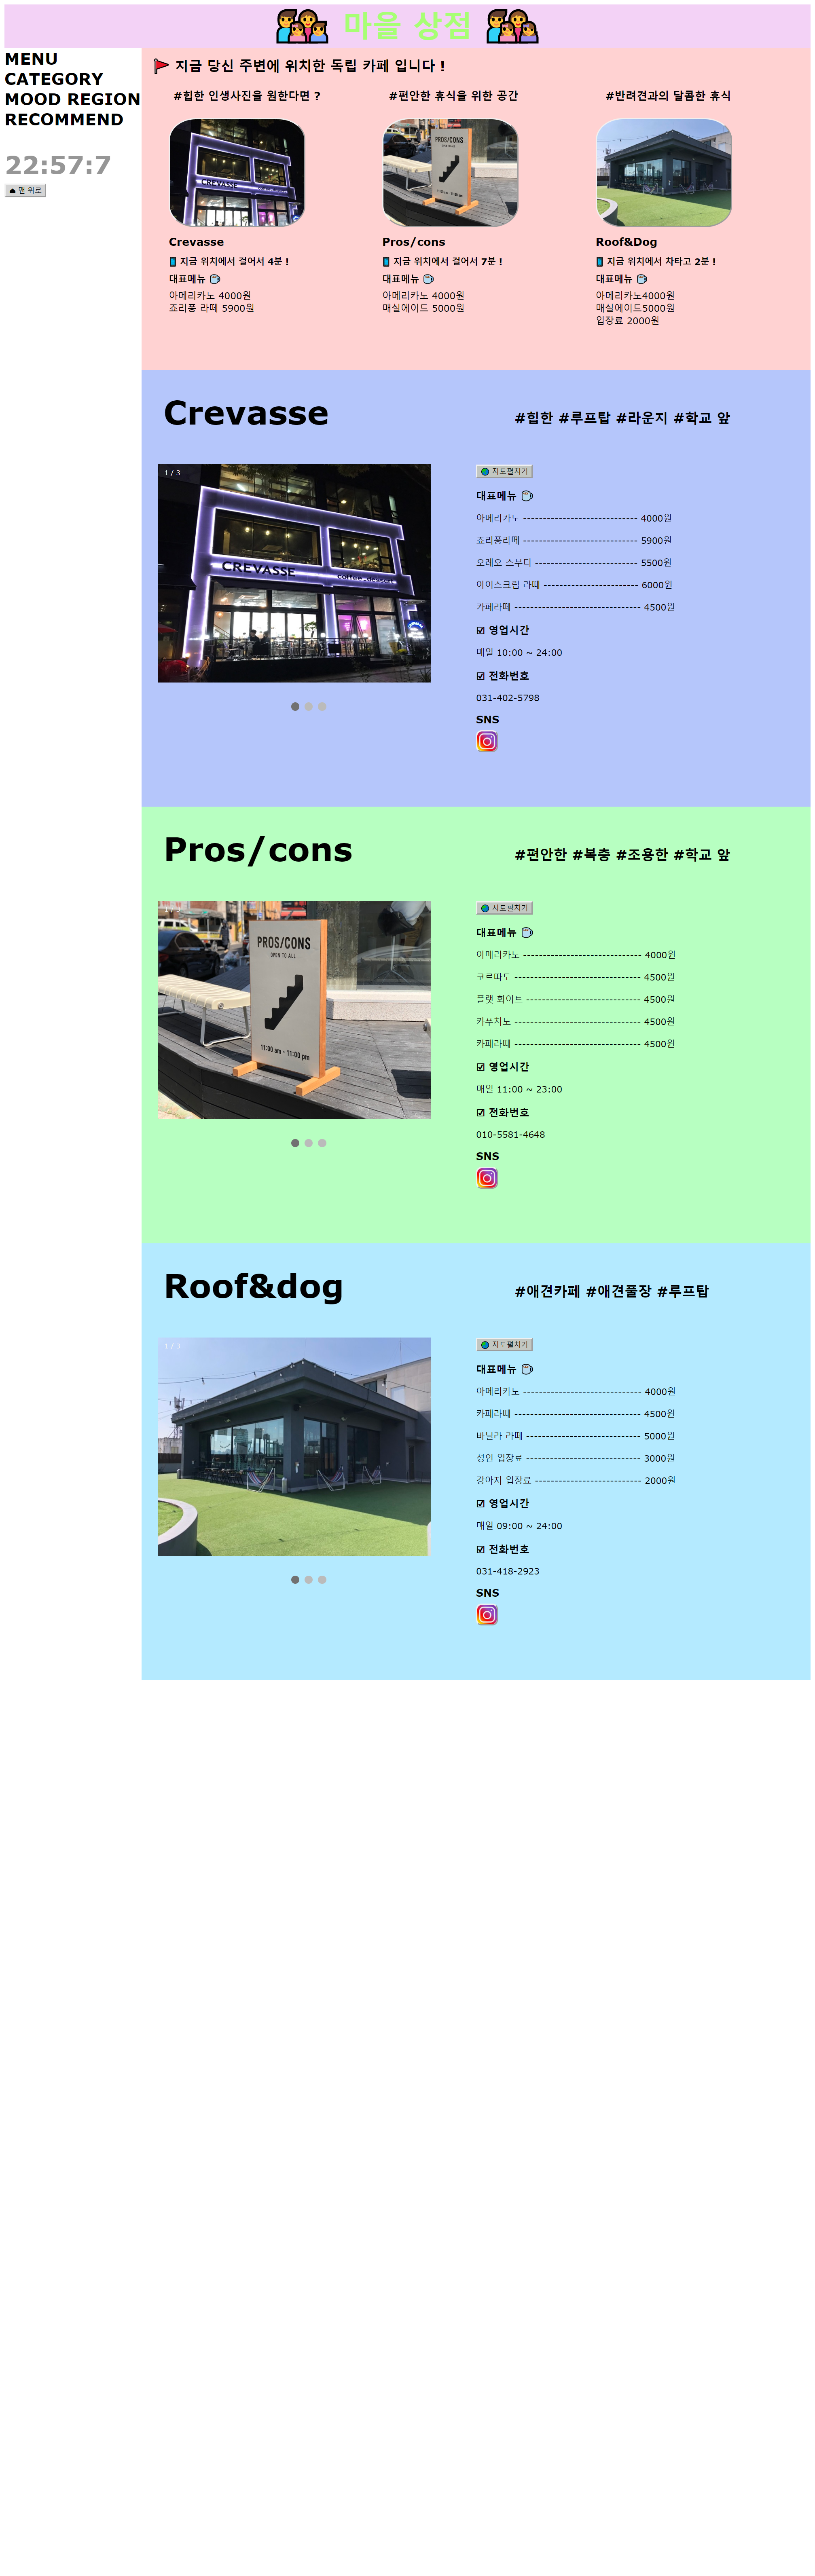 마을 상점
MENU
CATEGORY
MOOD REGION
RECOMMEND
22:57:7
⏏ 맨 위로
🚩 지금 당신 주변에 위치한 독립 카페 입니다 !
#힙한 인생사진을 원한다면 ?
#편안한 휴식을 위한 공간
#반려견과의 달콤한 휴식
CREVASSE
PROS/CONS
OPEN TO ALL
Crevasse
📱 지금 위치에서 걸어서 4분 !
대표메뉴 ☕
아메리카노 4000원
죠리퐁 라떼 5900원
Pros/cons
📱 지금 위치에서 걸어서 7분 !
대표메뉴 ☕
아메리카노 4000원
매실에이드 5000원
Roof&Dog
📱 지금 위치에서 차타고 2분 !
대표메뉴 ☕
아메리카노4000원
매실에이드5000원
입장료 2000원
Crevasse
#힙한 #루프탑 #라운지 #학교 앞
1 / 3
CREVASSE
coffee_dessert
🌏 지도펼치기
대표메뉴 ☕
아메리카노 ----------------------------- 4000원
죠리퐁라떼 ----------------------------- 5900원
오레오 스무디 -------------------------- 5500원
아이스크림 라떼 ------------------------ 6000원
카페라떼 -------------------------------- 4500원
☑ 영업시간
매일 10:00 ~ 24:00
☑ 전화번호
031-402-5798
SNS
Pros/cons
#편안한 #복층 #조용한 #학교 앞
1 / 3
PROS/CONS
OPEN TO ALL
11:00 am - 11:00 pm
🌏 지도펼치기
대표메뉴 ☕
아메리카노 ------------------------------ 4000원
코르따도 -------------------------------- 4500원
플랫 화이트 ----------------------------- 4500원
카푸치노 -------------------------------- 4500원
카페라떼 -------------------------------- 4500원
☑ 영업시간
매일 11:00 ~ 23:00
☑ 전화번호
010-5581-4648
SNS
Roof&dog
#애견카페 #애견풀장 #루프탑
1 / 3
🌏 지도펼치기
대표메뉴 ☕
아메리카노 ------------------------------ 4000원
카페라떼 -------------------------------- 4500원
바닐라 라떼 ----------------------------- 5000원
성인 입장료 ----------------------------- 3000원
강아지 입장료 --------------------------- 2000원
☑ 영업시간
매일 09:00 ~ 24:00
☑ 전화번호
031-418-2923
SNS